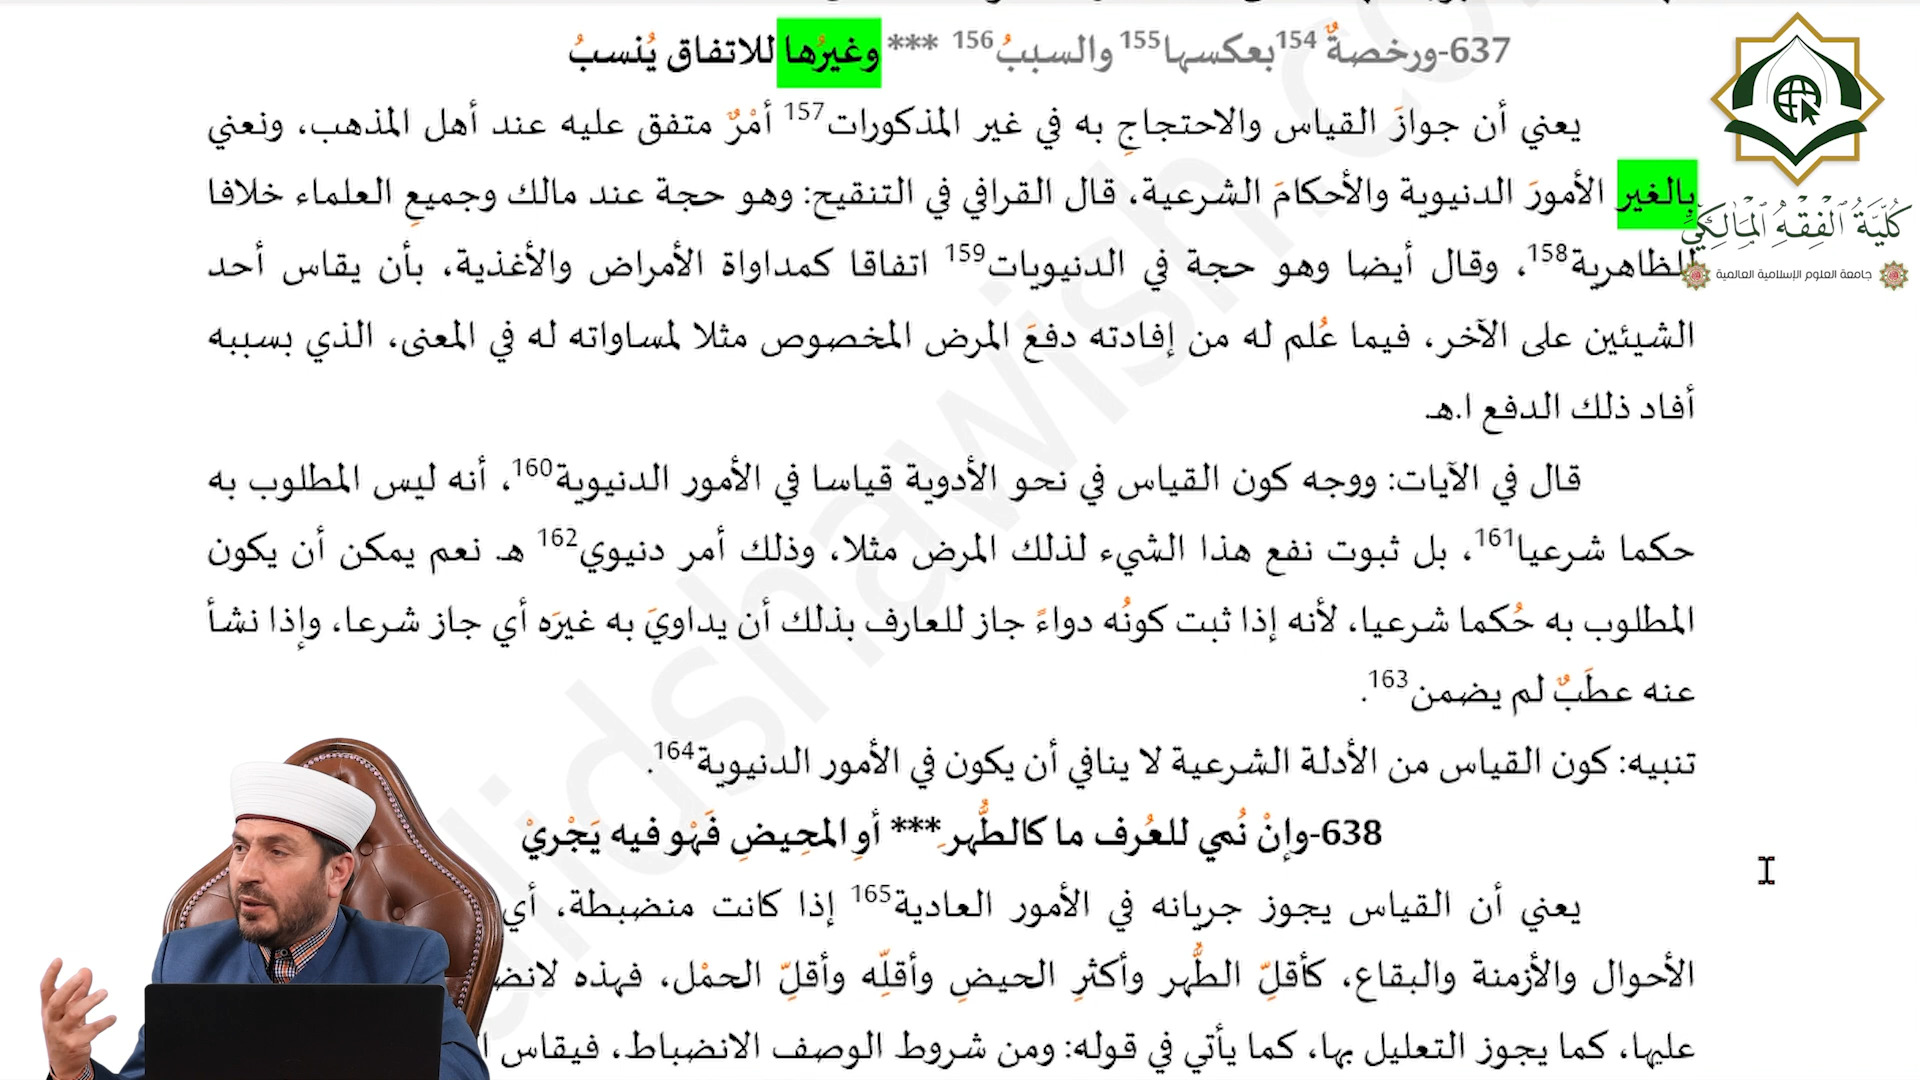 637-ورخصةٌ 154بعكسها155 والسببُ156 *** وغيرُها للاتفاق يُنسبُ
يعني أن جوازَ القياس والاحتجاجِ به في غير المذكورات157 أمْرٌ متفق عليه عند أهل المذهب، ونعني
بالغير الأمورَ الدنيوية والأحكامَ الشرعية، قال القرافي في التنقيح: وهو حجة عند مالك وجميعِ العلماء خلافا
للظاهرية158، وقال أيضا وهو حجة في الدنيويات159 اتفاقا كمداواة الأمراض والأغذية، بأن يقاس أحد
الشيئين على الآخر، فيما عُلم له من إفادته دفعَ المرض المخصوص مثلا لمساواته له في المعنى، الذي بسببه
أفاد ذلك الدفع ا.هـ.
قال في الآيات: ووجه كون القياس في نحو الأدوية قياسا في الأمور الدنيوية160، أنه ليس المطلوب به
حكما شرعيا161، بل ثبوت نفع هذا الشيء لذلك المرض مثلا، وذلك أمر دنيوي162 هـ نعم يمكن أن يكون
المطلوب به حُكما شرعيا، لأنه إذا ثبت كونُه دواءً جاز للعارف بذلك أن يداويَ به غيرَه أي جاز شرعا، وإذا نشأ
عنه عطَبٌ لم يضمن163.
تنبيه: كون القياس من الأدلة الشرعية لا ينافي أن يكون في الأمور الدنيوية164.
638-وإنْ نُمي للعُرف ما كالطُّهرِ*** أوِ المحِيضِ فَهْو فيه يَجْريْ
يعني أن القياس يجوز جريانه في الأمور العادية165 إذا كانت منضبطة، أي
الأحوال والأزمنة والبقاع، كأقلِّ الطُّهر وأكثرِ الحيضِ وأقلِّه وأقلِّ الحمْل، فهذه لانض
عليها، كما يجوز التعليل بها، كما يأتي في قوله: ومن شروط الوصف الانضباط، فيقاس ا
كُلِّيَّةُ الْفِقْهِ الْمَالِكِيِّ
جامعة العلوم الإسلامية العالمية